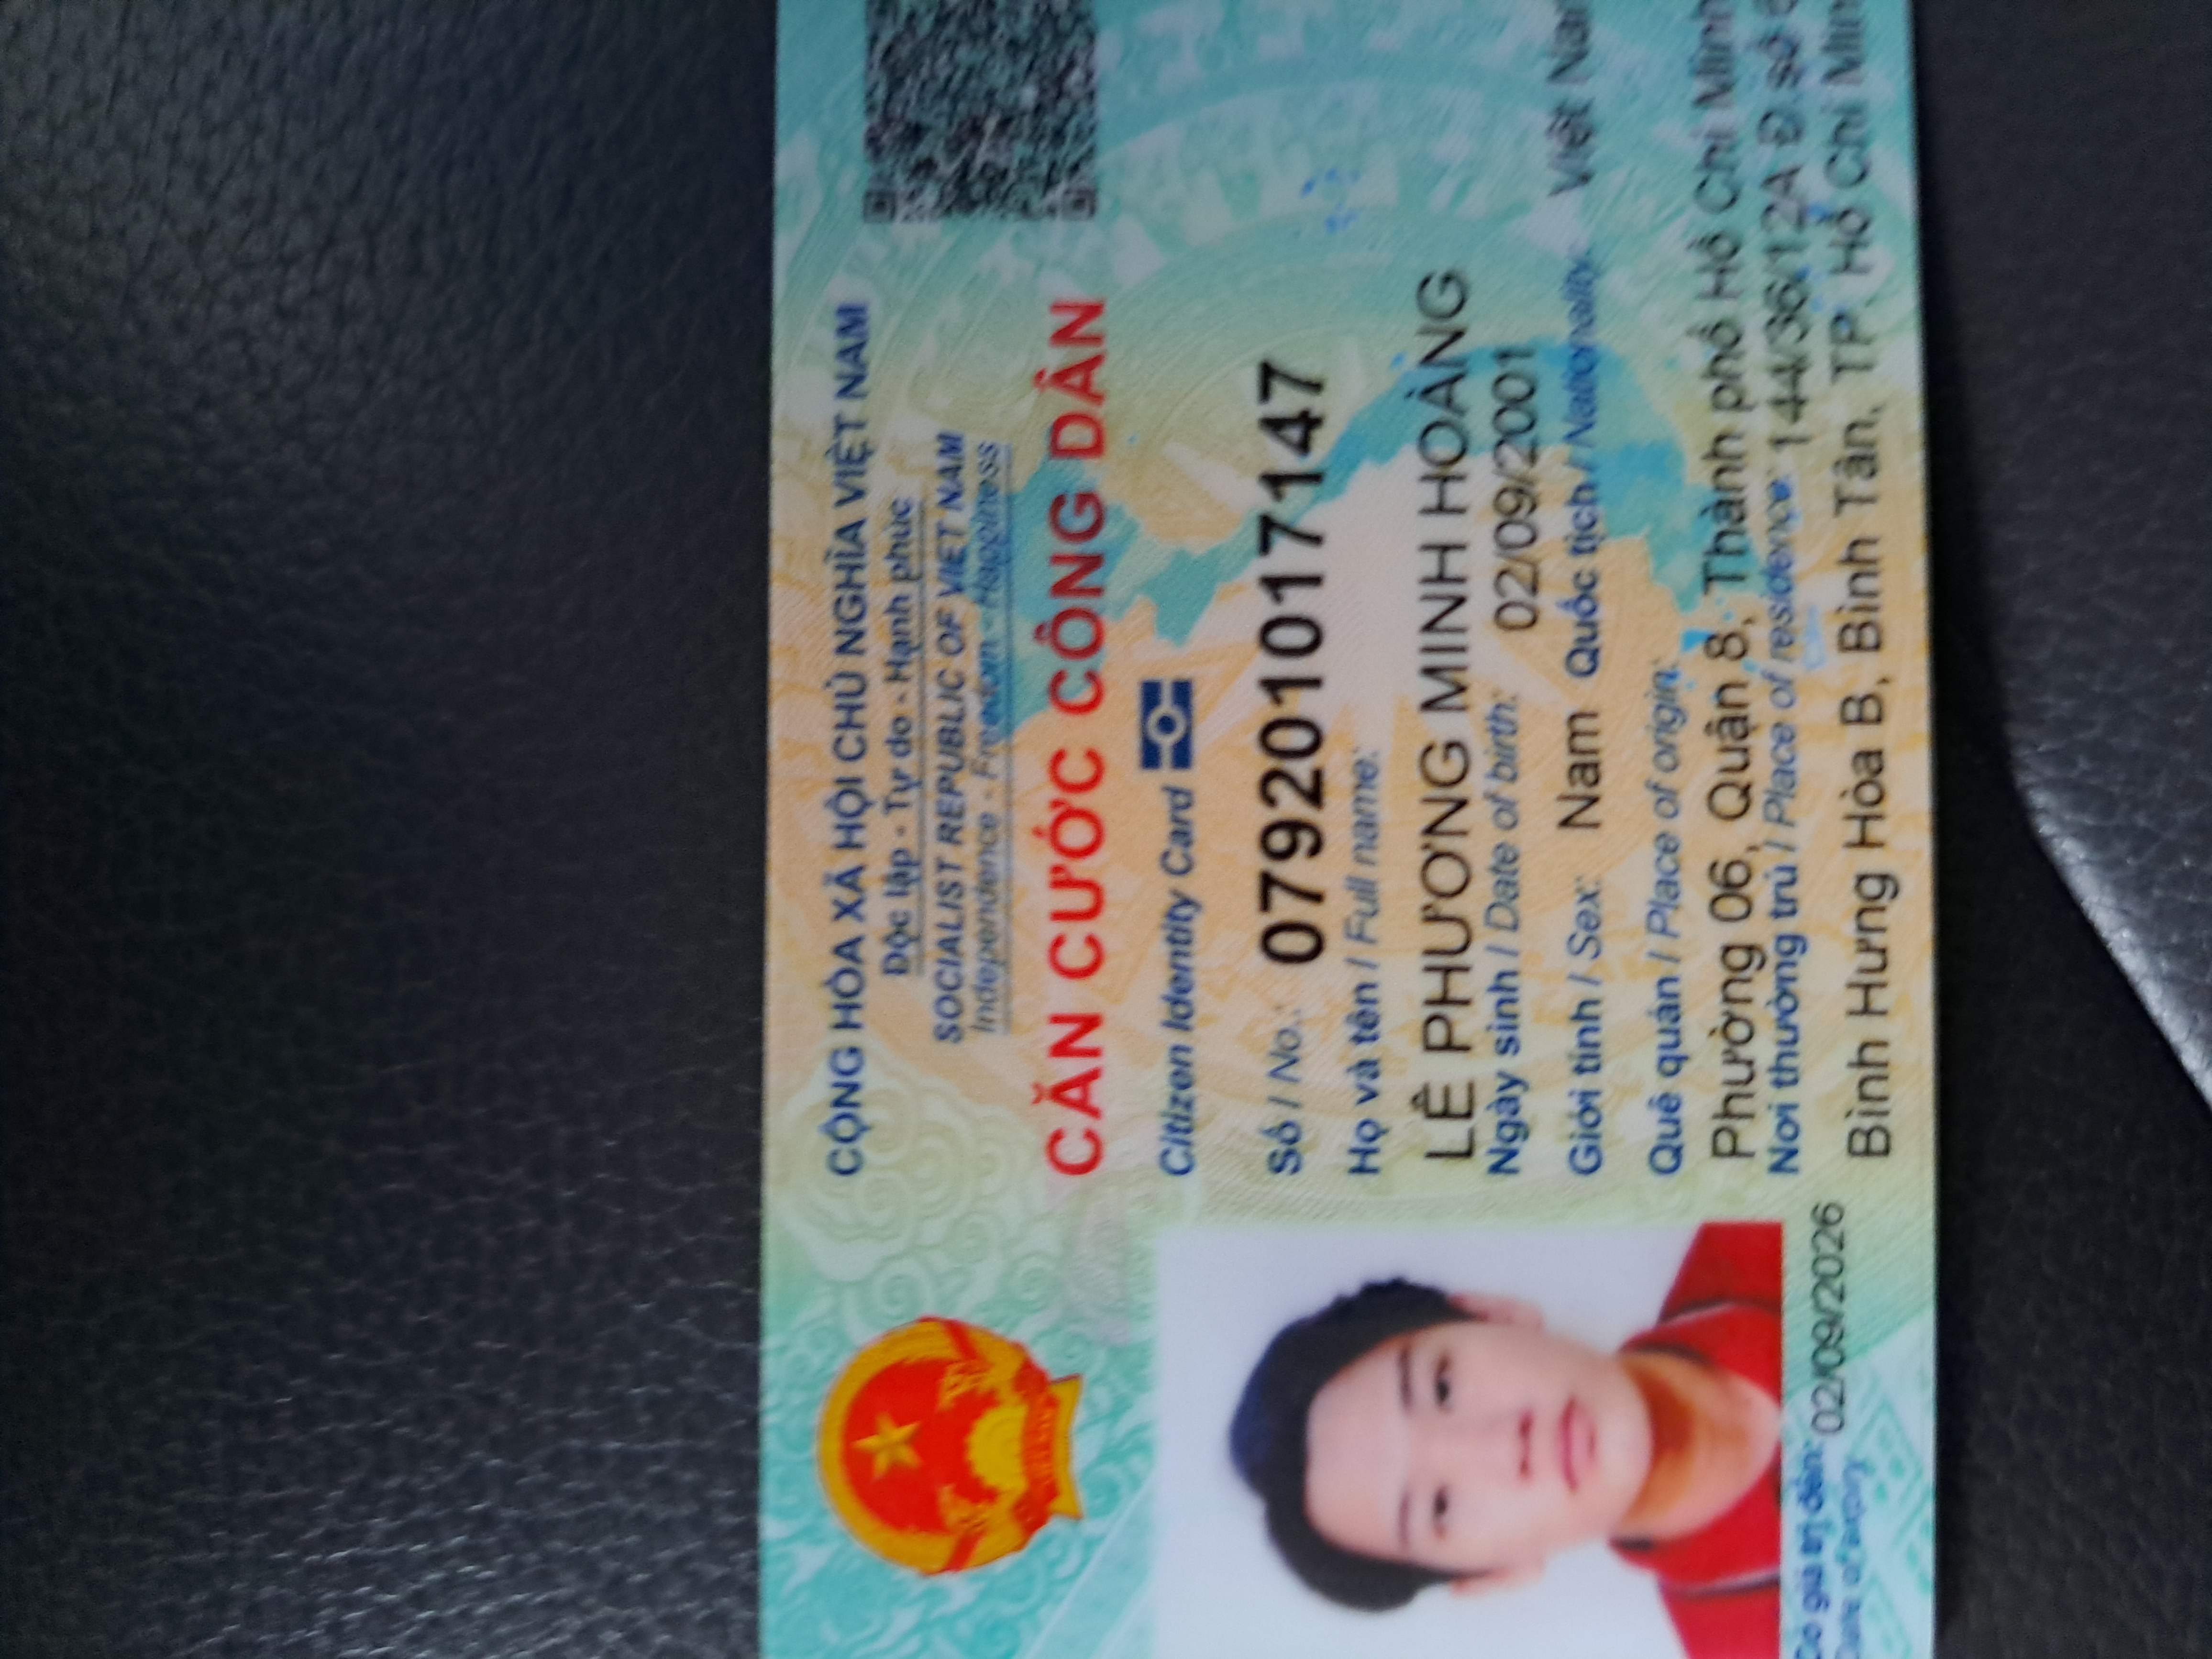 CỘNG HÒA XÃ HỘI CHỦ NGHĨA VIỆT NAM
Độc lập - Tự do - Hạnh phúc
SOCIALIST REPUBLIC OF VIET NAM
Independence - Freedom - Happiness
CĂN CƯỚC CÔNG DÂN
Citizen Identity Card
Số / No.: 079201017147
Họ và tên / Full name:
LÊ PHƯƠNG MINH HOÀNG
Ngày sinh / Date of birth: 02/09/2001
Giới tính / Sex: Nam Quốc tịch / Nationality: Việt Nam
Quê quán / Place of origin:
Phường 06, Quận 8, Thành phố Hồ Chí Minh
Nơi thường trú / Place of residence: 144/36/12A Đ.số
Bình Hưng Hòa B, Bình Tân, TP. Hồ Chí Min
Có giá trị đến: 02/09/2026
Date of expiry